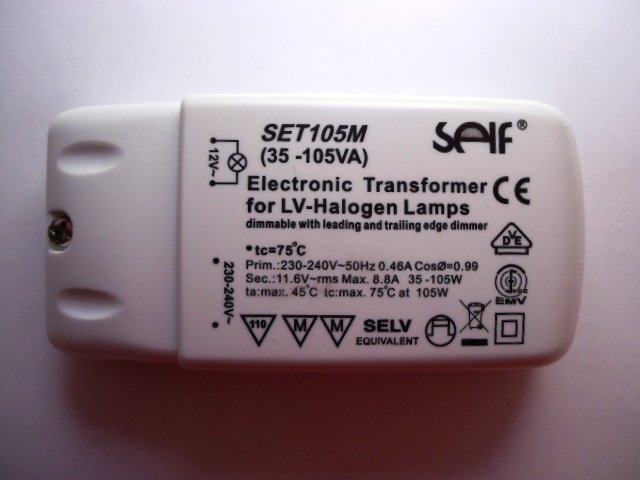 SET105M
(35 -105VA)
Self®
12V~
Electronic Transformer
for LV-Halogen Lamps
dimmable with leading and trailing edge dimmer
CE
•tc=75°C
Prim.:230-240V~50Hz 0.46A CosØ=0.99
Sec.:11.6V~rms Max. 8.8A 35-105W
ta:max. 45°C tc:max. 75°C at 105W
230-240V~
DVE
VDE
EMV
110
M
M
SELV
EQUIVALENT